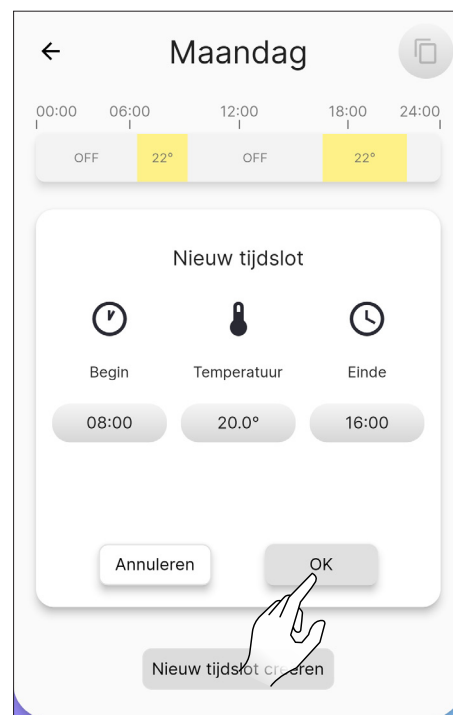 Maandag
00:00 06:00 12:00 18:00 24:00
OFF 22° OFF 22°
Nieuw tijdslot
Begin Temperatuur Einde
08:00 20.0° 16:00
Annuleren OK
Nieuw tijdslot creëren